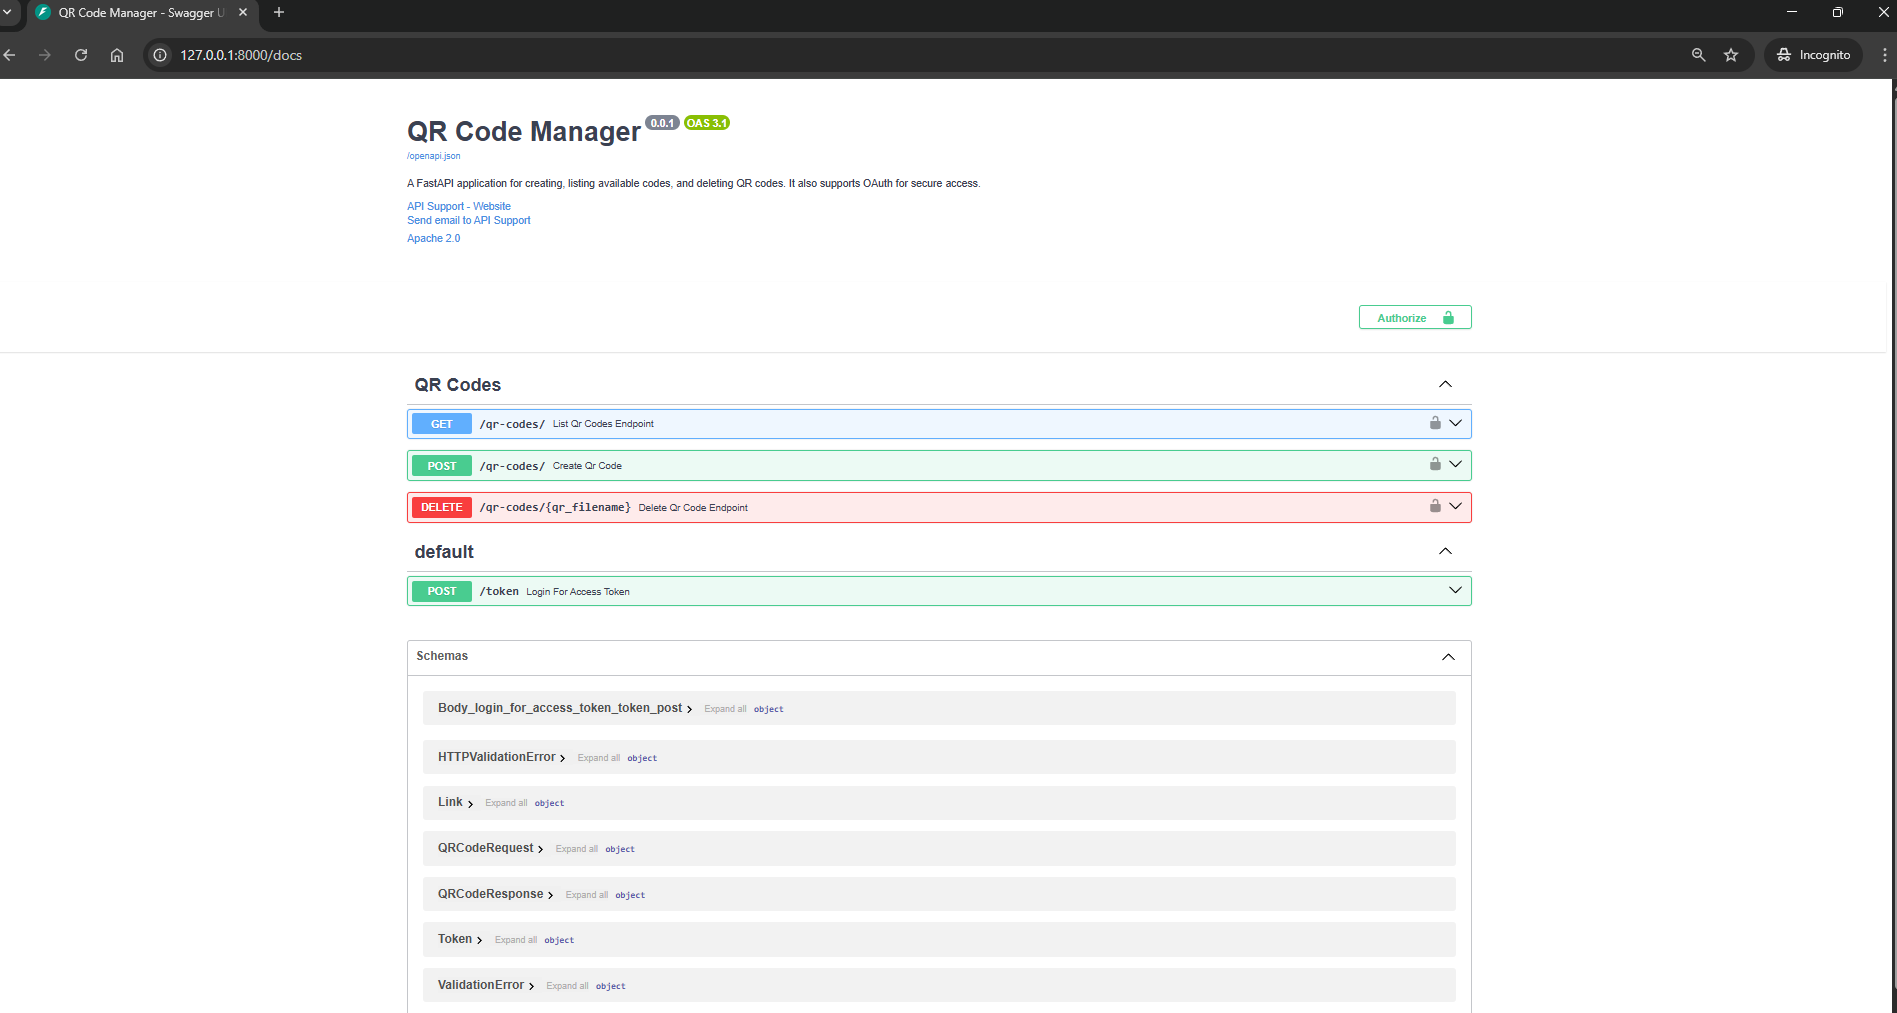 QR Code Manager - Swagger U
127.0.0.1:8000/docs
Incognito
QR Code Manager 0.0.1 OAS 3.1
/openapi.json
A FastAPI application for creating, listing available codes, and deleting QR codes. It also supports OAuth for secure access.
API Support - Website
Send email to API Support
Apache 2.0
Authorize
QR Codes
GET /qr-codes/ List Qr Codes Endpoint
POST /qr-codes/ Create Qr Code
DELETE /qr-codes/{qr_filename} Delete Qr Code Endpoint
default
POST /token Login For Access Token
Schemas
Body_login_for_access_token_token_post Expand all object
HTTPValidationError Expand all object
Link Expand all object
QRCodeRequest Expand all object
QRCodeResponse Expand all object
Token Expand all object
ValidationError Expand all object